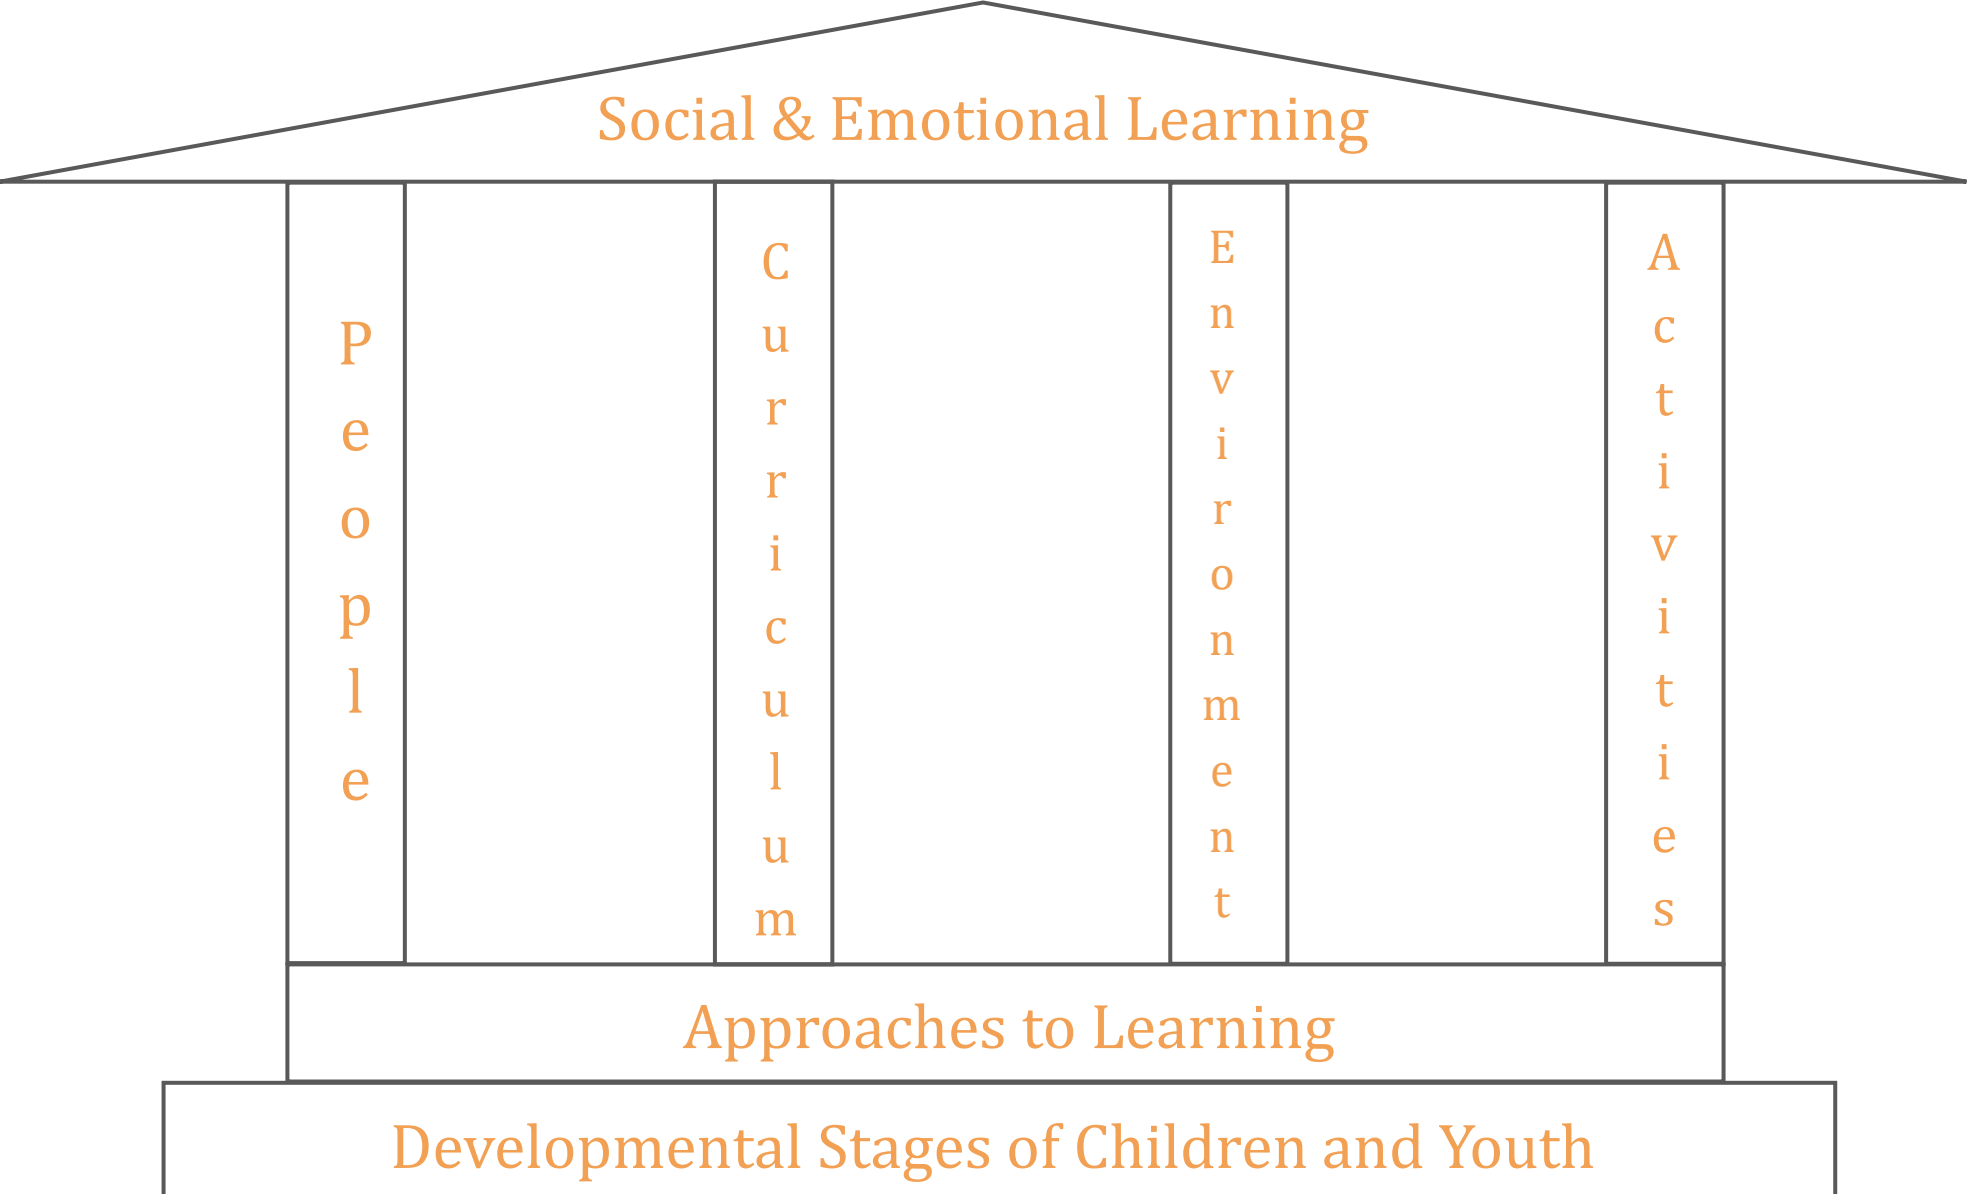 Social & Emotional Learning
People
Curriculum
Environment
Activities
Approaches to Learning
Developmental Stages of Children and Youth